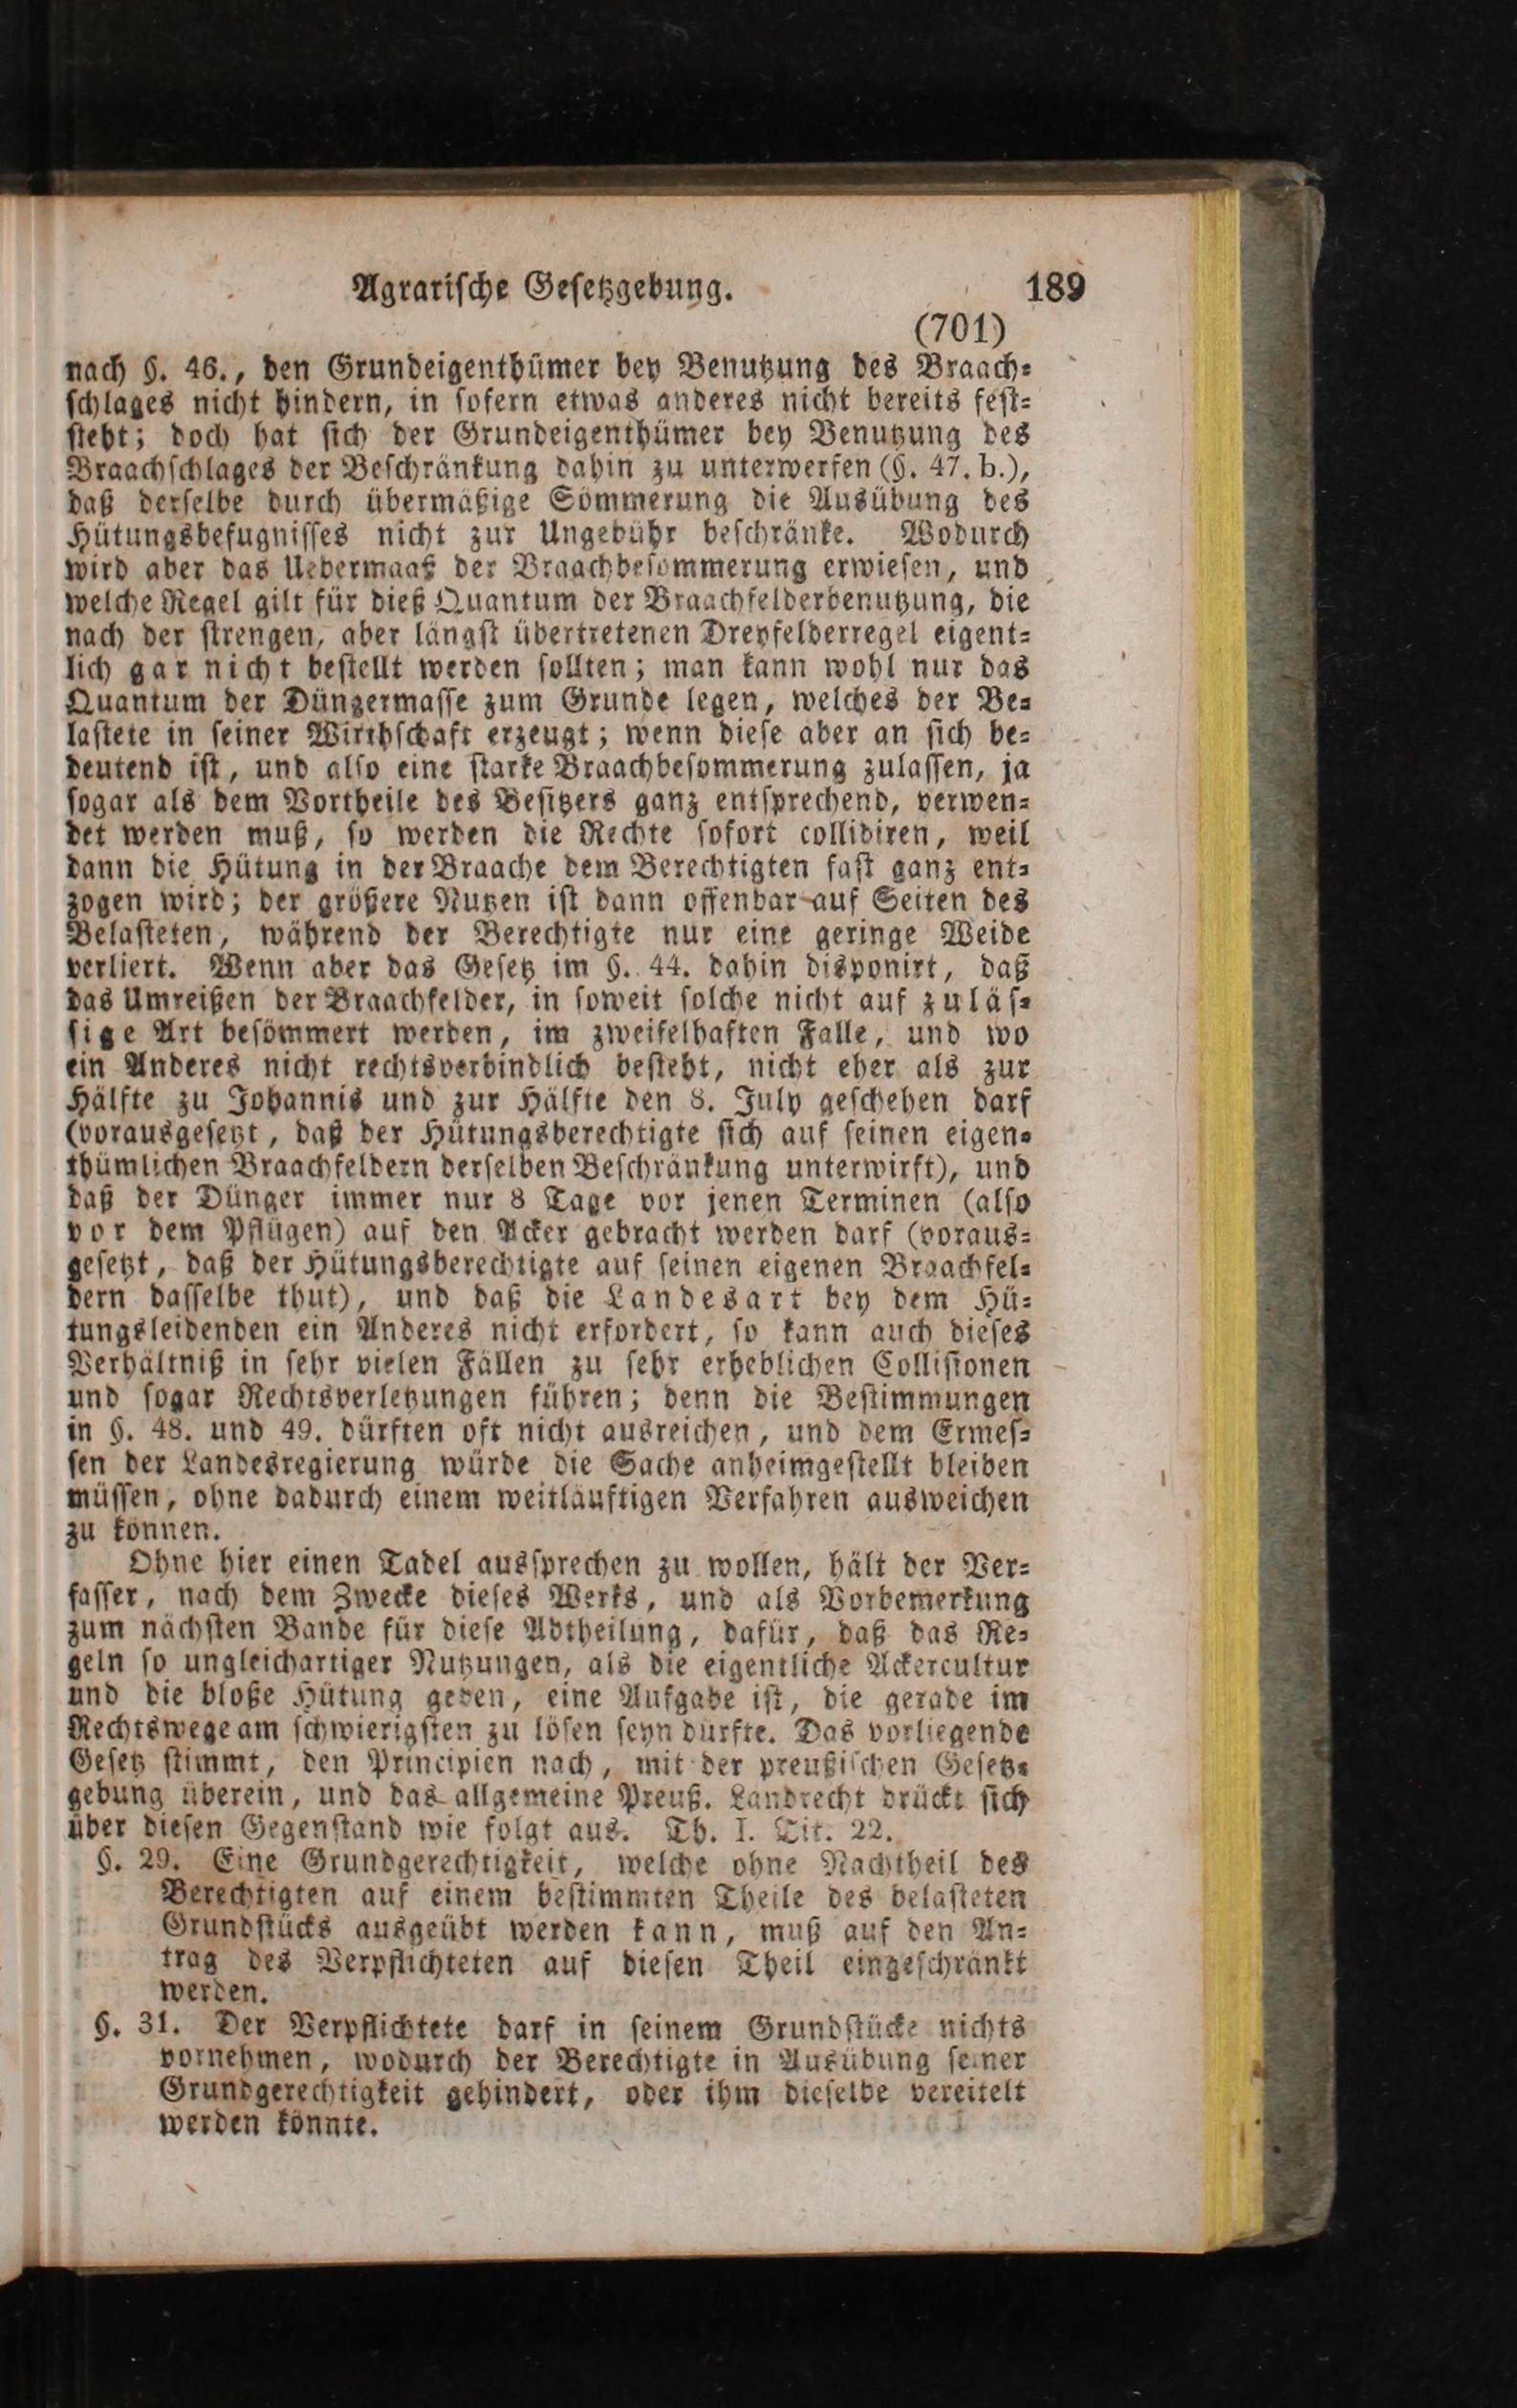 Agrarische Gesetzgebung. 189
(701)
nach §. 46., den Grundeigenthümer bey Benutzung des Braach-
schlages nicht hindern, in sofern etwas anderes nicht bereits fest-
steht; doch hat sich der Grundeigenthümer bey Benutzung des
Braachschlages der Beschränkung dahin zu unterwerfen (§. 47. b.),
daß derselbe durch übermäßige Sömmerung die Ausübung des
Hütungsbefugnisses nicht zur Ungebühr beschränke. Wodurch
wird aber das Uebermaaß der Braachbesommerung erwiesen, und
welche Regel gilt für dieß Quantum der Braachfelderbenutzung, die
nach der strengen, aber längst übertretenen Dreyfelderregel eigent-
lich gar nicht bestellt werden sollten; man kann wohl nur das
Quantum der Düngermasse zum Grunde legen, welches der Be-
lastete in seiner Wirthschaft erzeugt; wenn diese aber an sich be-
deutend ist, und also eine starke Braachbesommerung zulassen, ja
sogar als dem Vortheile des Besitzers ganz entsprechend, verwen-
det werden muß, so werden die Rechte sofort collidiren, weil
dann die Hütung in der Braache dem Berechtigten fast ganz ent-
zogen wird; der größere Nutzen ist dann offenbar auf Seiten des
Belasteten, während der Berechtigte nur eine geringe Weide
verliert. Wenn aber das Gesetz im §. 44. dahin disponirt, daß
das Umreißen der Braachfelder, in soweit solche nicht auf zuläs-
sige Art besömmert werden, im zweifelhaften Falle, und wo
ein Anderes nicht rechtsverbindlich besteht, nicht eher als zur
Hälfte zu Johannis und zur Hälfte den 8. July geschehen darf
(vorausgesetzt, daß der Hütungsberechtigte sich auf seinen eigen-
thümlichen Braachfeldern derselben Beschränkung unterwirft), und
daß der Dünger immer nur 8 Tage vor jenen Terminen (also
vor dem Pflügen) auf den Acker gebracht werden darf (voraus-
gesetzt, daß der Hütungsberechtigte auf seinen eigenen Braachfel-
dern dasselbe thut), und daß die Landesart bey dem Hü-
tungsleidenden ein Anderes nicht erfordert, so kann auch dieses
Verhältniß in sehr vielen Fällen zu sehr erheblichen Collisionen
und sogar Rechtsverletzungen führen; denn die Bestimmungen
in §. 48. und 49. dürften oft nicht ausreichen, und dem Ermes-
sen der Landesregierung würde die Sache anheimgestellt bleiben
müssen, ohne dadurch einem weitläuftigen Verfahren ausweichen
zu können.
Ohne hier einen Tadel aussprechen zu wollen, hält der Ver-
fasser, nach dem Zwecke dieses Werks, und als Vorbemerkung
zum nächsten Bande für diese Abtheilung, dafür, daß das Re-
geln so ungleichartiger Nutzungen, als die eigentliche Ackercultur
und die bloße Hütung geben, eine Aufgabe ist, die gerade im
Rechtswege am schwierigsten zu lösen seyn dürfte. Das vorliegende
Gesetz stimmt, den Principien nach, mit der preußischen Gesetz-
gebung überein, und das allgemeine Preuß. Landrecht drückt sich
über diesen Gegenstand wie folgt aus. Th. I. Tit. 22.
§. 29. Eine Grundgerechtigkeit, welche ohne Nachtheil des
Berechtigten auf einem bestimmten Theile des belasteten
Grundstücks ausgeübt werden kann, muß auf den An-
trag des Verpflichteten auf diesen Theil eingeschränkt
werden.
§. 31. Der Verpflichtete darf in seinem Grundstücke nichts
vornehmen, wodurch der Berechtigte in Ausübung seiner
Grundgerechtigkeit gehindert, oder ihm dieselbe vereitelt
werden könnte.